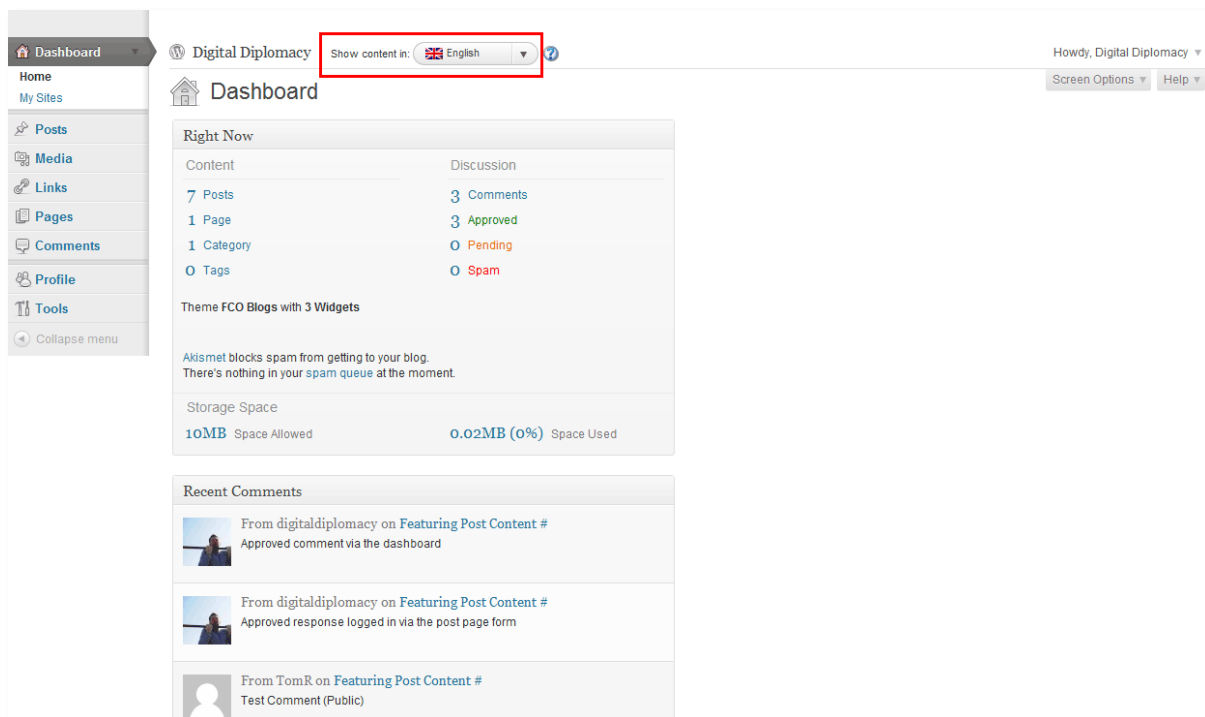 Dashboard
Home
My Sites
Posts
Media
Links
Pages
Comments
Profile
Tools
Collapse menu
Digital Diplomacy
Show content in: English
?
Howdy, Digital Diplomacy
Screen Options Help
Dashboard
Right Now
Content Discussion
7 Posts 3 Comments
1 Page 3 Approved
1 Category 0 Pending
0 Tags 0 Spam
Theme FCO Blogs with 3 Widgets
Akismet blocks spam from getting to your blog.
There's nothing in your spam queue at the moment.
Storage Space
10MB Space Allowed 0.02MB (0%) Space Used
Recent Comments
From digitaldiplomacy on Featuring Post Content #
Approved comment via the dashboard
From digitaldiplomacy on Featuring Post Content #
Approved response logged in via the post page form
From TomR on Featuring Post Content #
Test Comment (Public)